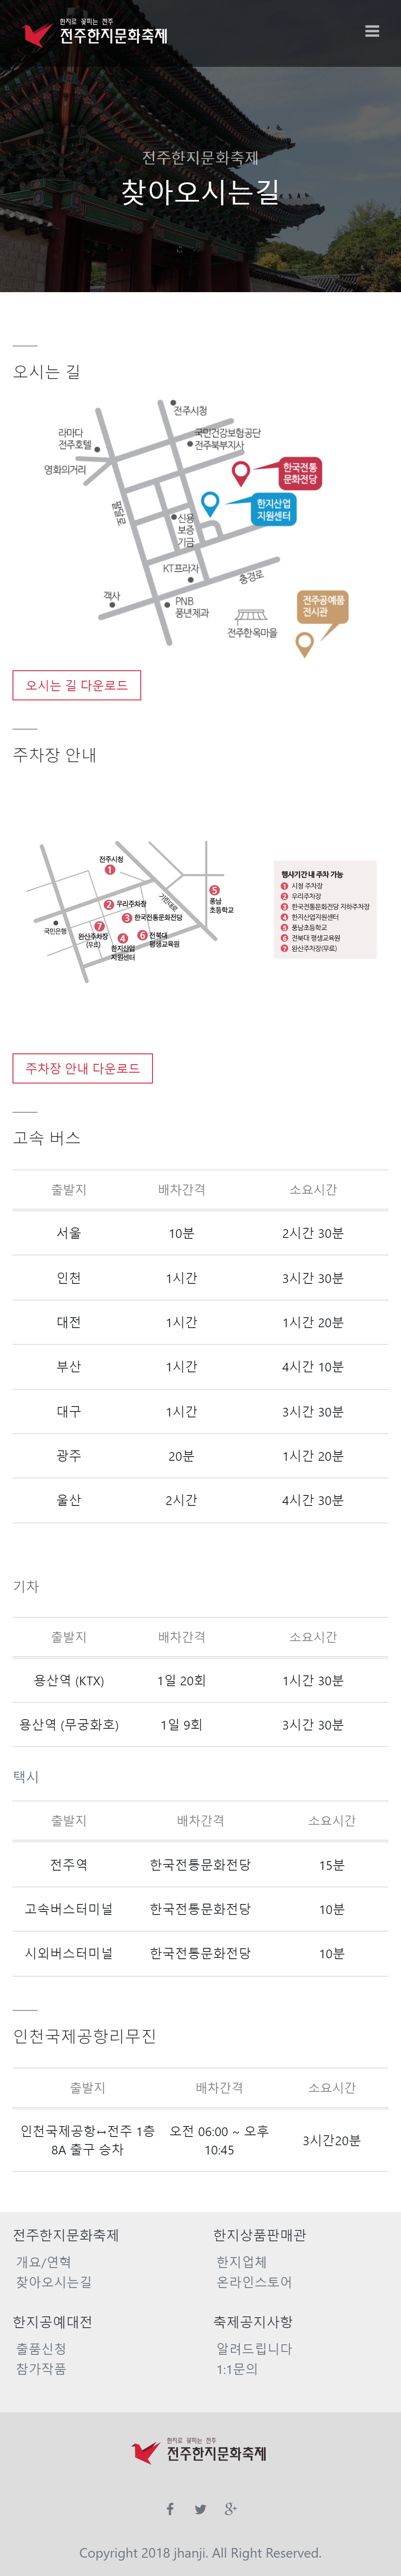 한지로 꽃피는 전주
전주한지문화축제
전주한지문화축제
찾아오시는길
오시는 길
전주시청
라마다
전주호텔
국민건강보험공단
전주북부지사
영화의거리
한국전통
문화전당
한지산업
지원센터
팔달로
신용
보증
기금
KT프라자
충경로
객사
PNB
풍년제과
전주공예품
전시관
전주한옥마을
오시는 길 다운로드
주차장 안내
전주시청
1
2 우리주차장
3 한국전통문화전당
기린대로
5
풍남
초등학교
국민은행
7
완산주차장
(무료)
4
한지산업
지원센터
6 전북대
평생교육원
행사기간 내 주차 가능
1 시청 주차장
2 우리주차장
3 한국전통문화전당 지하주차장
4 한지산업지원센터
5 풍남초등학교
6 전북대 평생교육원
7 완산주차장(무료)
주차장 안내 다운로드
고속 버스
출발지 배차간격 소요시간
서울 10분 2시간 30분
인천 1시간 3시간 30분
대전 1시간 1시간 20분
부산 1시간 4시간 10분
대구 1시간 3시간 30분
광주 20분 1시간 20분
울산 2시간 4시간 30분
기차
출발지 배차간격 소요시간
용산역 (KTX) 1일 20회 1시간 30분
용산역 (무궁화호) 1일 9회 3시간 30분
택시
출발지 배차간격 소요시간
전주역 한국전통문화전당 15분
고속버스터미널 한국전통문화전당 10분
시외버스터미널 한국전통문화전당 10분
인천국제공항리무진
출발지 배차간격 소요시간
인천국제공항↔전주 1층 8A 출구 승차 오전 06:00 ~ 오후 10:45 3시간20분
전주한지문화축제
개요/연혁
찾아오시는길
한지상품판매관
한지업체
온라인스토어
한지공예대전
출품신청
참가작품
축제공지사항
알려드립니다
1:1문의
한지로 꽃피는 전주
전주한지문화축제
Copyright 2018 jhanji. All Right Reserved.